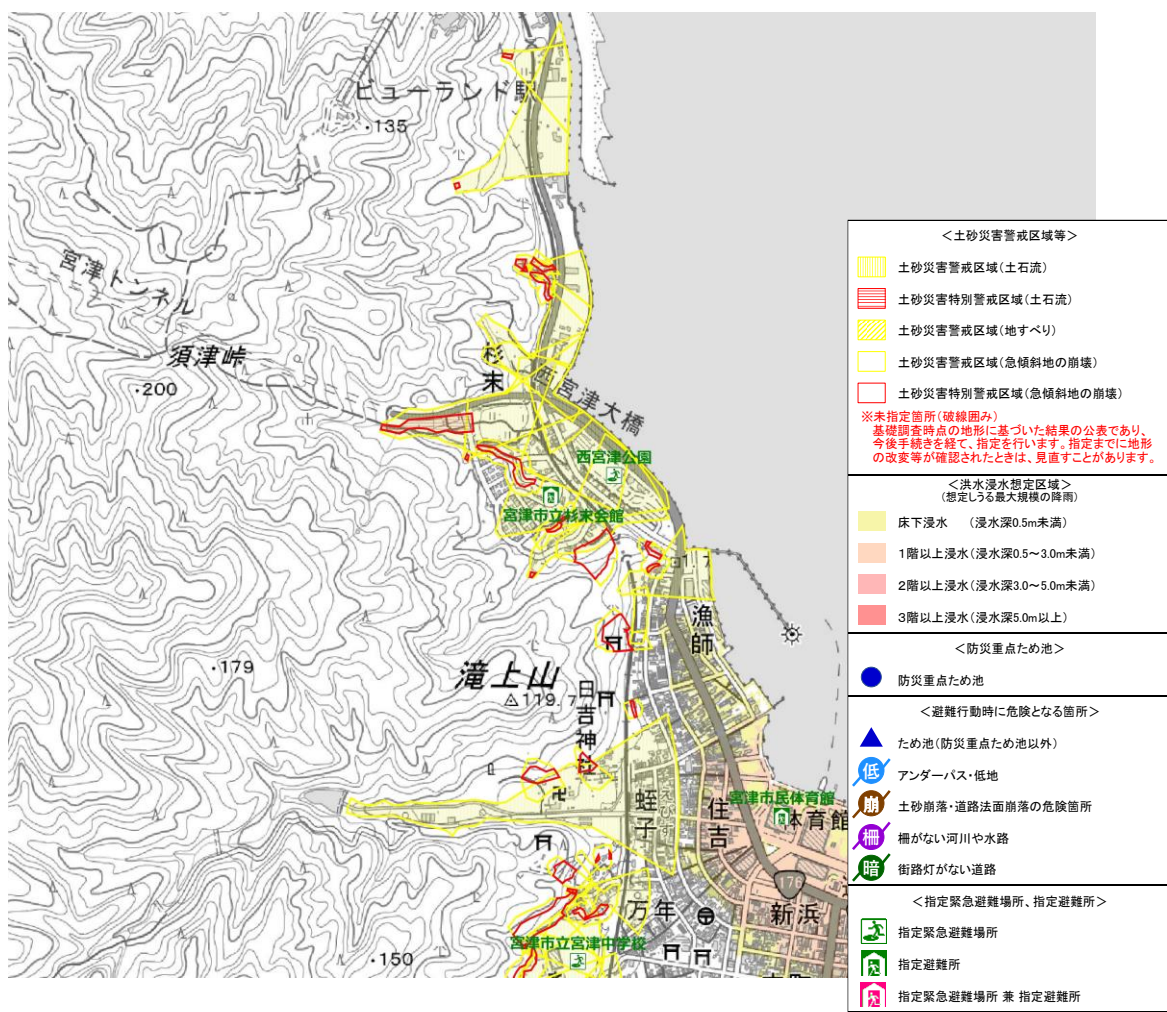 ビューランド駅
・135
宮津トンネル
須津峠
・200
杉末
西宮津大橋
西宮津公園
宮津市立杉末会館
漁師
・179
滝上山
119.7
日吉神社
蛭子
えびす
住吉
宮津市民体育館
体育館
176
万年
新浜
宮津市立宮津中学校
・150
<土砂災害警戒区域等>
土砂災害警戒区域(土石流)
土砂災害特別警戒区域(土石流)
土砂災害警戒区域(地すべり)
土砂災害警戒区域(急傾斜地の崩壊)
土砂災害特別警戒区域(急傾斜地の崩壊)
※未指定箇所(破線囲み)
基礎調査時点の地形に基づいた結果の公表であり、
今後手続きを経て、指定を行います。指定までに地形
の改変等が確認されたときは、見直すことがあります。
<洪水浸水想定区域>
(想定しうる最大規模の降雨)
床下浸水 (浸水深0.5m未満)
1階以上浸水(浸水深0.5～3.0m未満)
2階以上浸水(浸水深3.0～5.0m未満)
3階以上浸水(浸水深5.0m以上)
<防災重点ため池>
防災重点ため池
<避難行動時に危険となる箇所>
ため池(防災重点ため池以外)
低 アンダーパス・低地
崩 土砂崩落・道路法面崩落の危険箇所
柵 柵がない河川や水路
暗 街路灯がない道路
<指定緊急避難場所、指定避難所>
指定緊急避難場所
指定避難所
指定緊急避難場所 兼 指定避難所